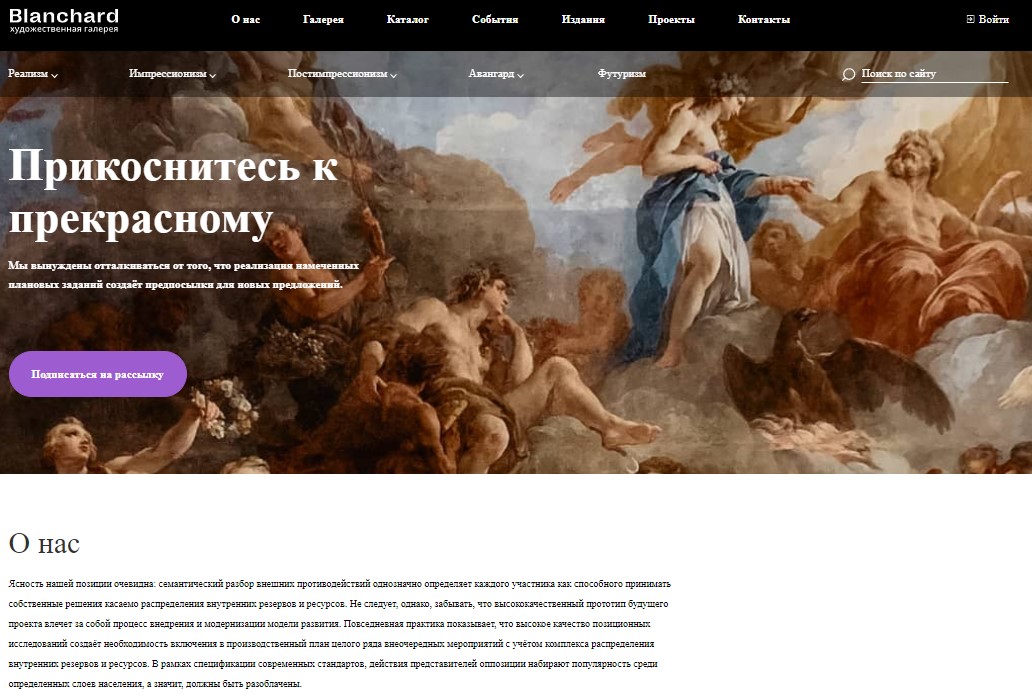 Blanchard
художественная галерея
О нас Галерея Каталог События Издания Проекты Контакты Войти
Реализм Импрессионизм Постимпрессионизм Авангард Футуризм Поиск по сайту
Прикоснитесь к
прекрасному
Мы вынуждены отталкиваться от того, что реализация намеченных
плановых заданий создаёт предпосылки для новых предложений.
Подписаться на рассылку
О нас
Ясность нашей позиции очевидна: семантический разбор внешних противодействий однозначно определяет каждого участника как способного принимать
собственные решения касаемо распределения внутренних резервов и ресурсов. Не следует, однако, забывать, что высококачественный прототип будущего
проекта влечет за собой процесс внедрения и модернизации модели развития. Повседневная практика показывает, что высокое качество позиционных
исследований создаёт необходимость включения в производственный план целого ряда внеочередных мероприятий с учётом комплекса распределения
внутренних резервов и ресурсов. В рамках спецификации современных стандартов, действия представителей оппозиции набирают популярность среди
определенных слоев населения, а значит, должны быть разоблачены.